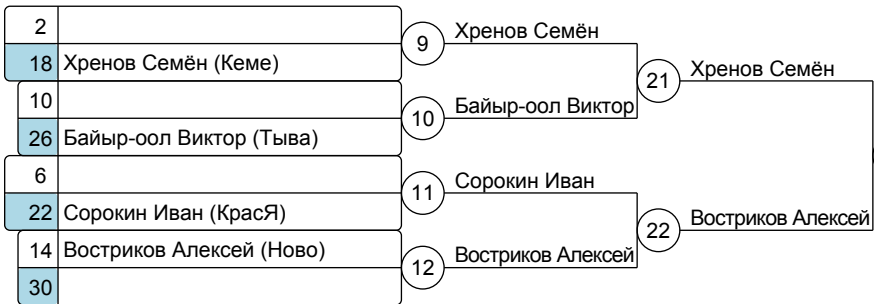 2
18 Хренов Семён (Кеме)
10
26 Байыр-оол Виктор (Тыва)
6
22 Сорокин Иван (КрасЯ)
14 Востриков Алексей (Ново)
30
9
Хренов Семён
10
Байыр-оол Виктор
11
Сорокин Иван
12
Востриков Алексей
21
Хренов Семён
22
Востриков Алексей